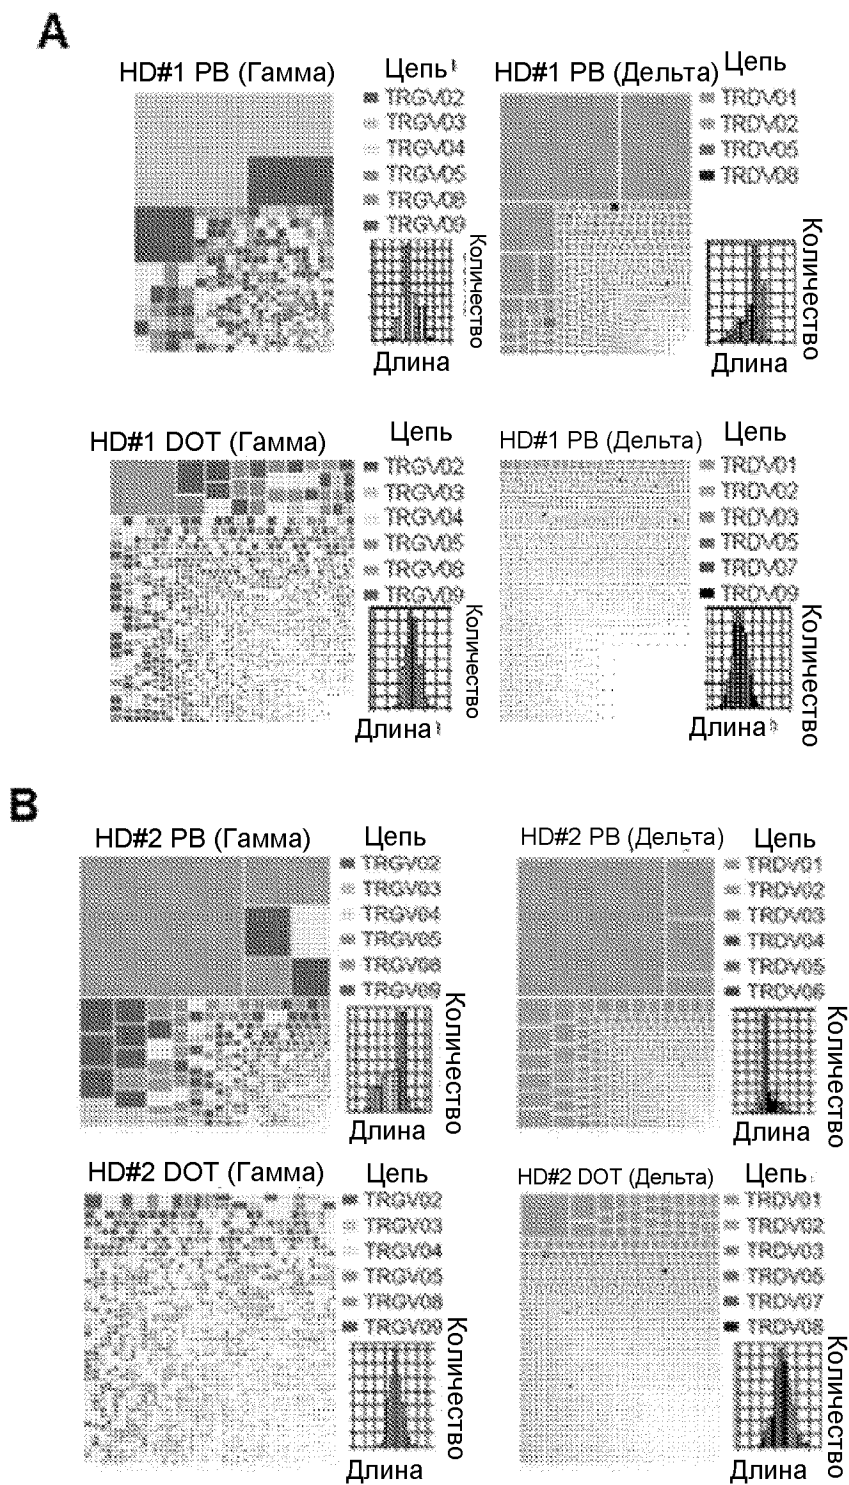 A
HD#1 PB (Гамма)
Цепь
TRGV02
TRGV03
TRGV04
TRGV05
TRGV08
TRGV09
Количество
Длина
HD#1 PB (Дельта)
Цепь
TRDV01
TRDV02
TRDV05
TRDV08
Количество
Длина
HD#1 DOT (Гамма)
Цепь
TRGV02
TRGV03
TRGV04
TRGV05
TRGV08
TRGV09
Количество
Длина
HD#1 PB (Дельта)
Цепь
TRDV01
TRDV02
TRDV03
TRDV05
TRDV07
TRDV09
Количество
Длина
B
HD#2 PB (Гамма)
Цепь
TRGV02
TRGV03
TRGV04
TRGV05
TRGV08
TRGV09
Количество
Длина
HD#2 PB (Дельта)
Цепь
TRDV01
TRDV02
TRDV03
TRDV04
TRDV05
TRDV06
Количество
Длина
HD#2 DOT (Гамма)
Цепь
TRGV02
TRGV03
TRGV04
TRGV05
TRGV08
TRGV09
Количество
Длина
HD#2 DOT (Дельта)
Цепь
TRDV01
TRDV02
TRDV03
TRDV05
TRDV07
TRDV08
Количество
Длина